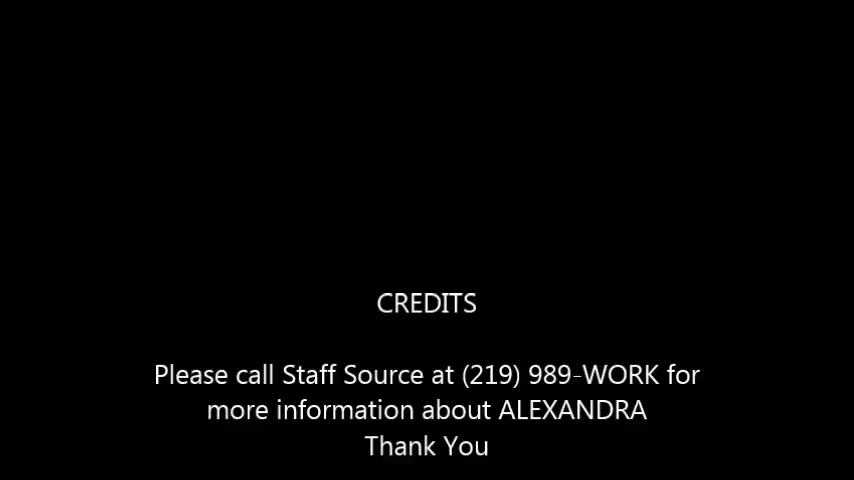 CREDITS
Please call Staff Source at (219) 989-WORK for
more information about ALEXANDRA
Thank You